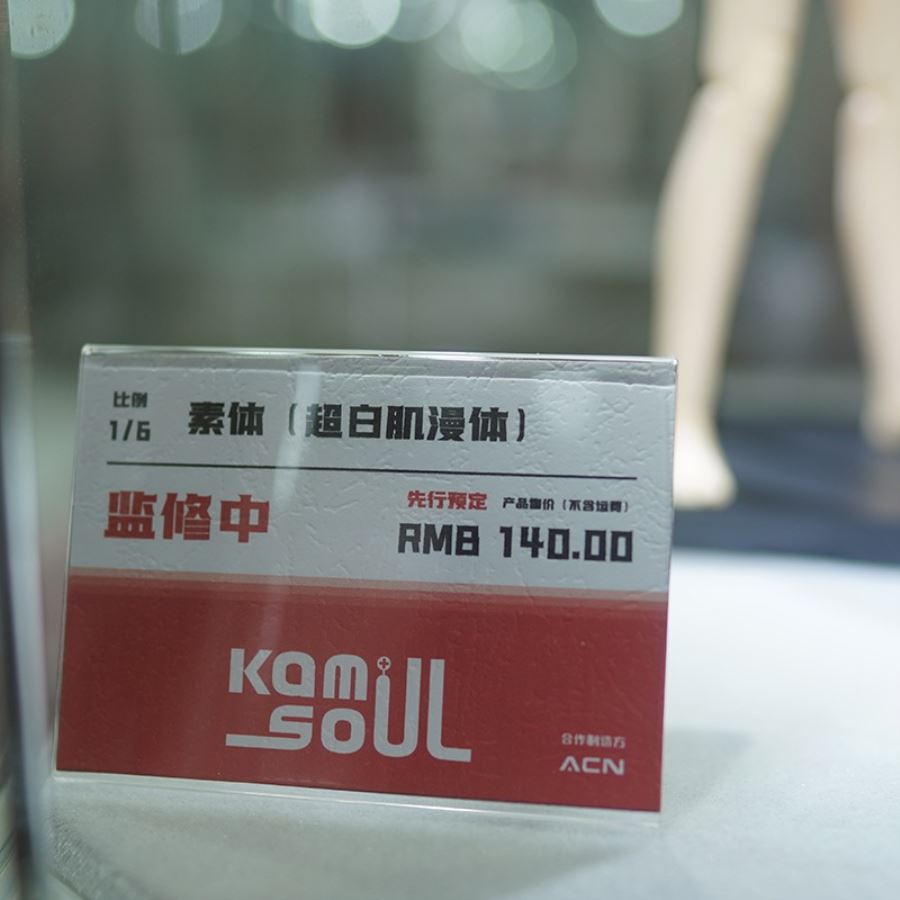 比例
1/6
素体（超白肌漫体）
监修中
先行预定 产品售价（不含运费）
RMB 140.00
KAMI
SOUL
合作制造方
ACN